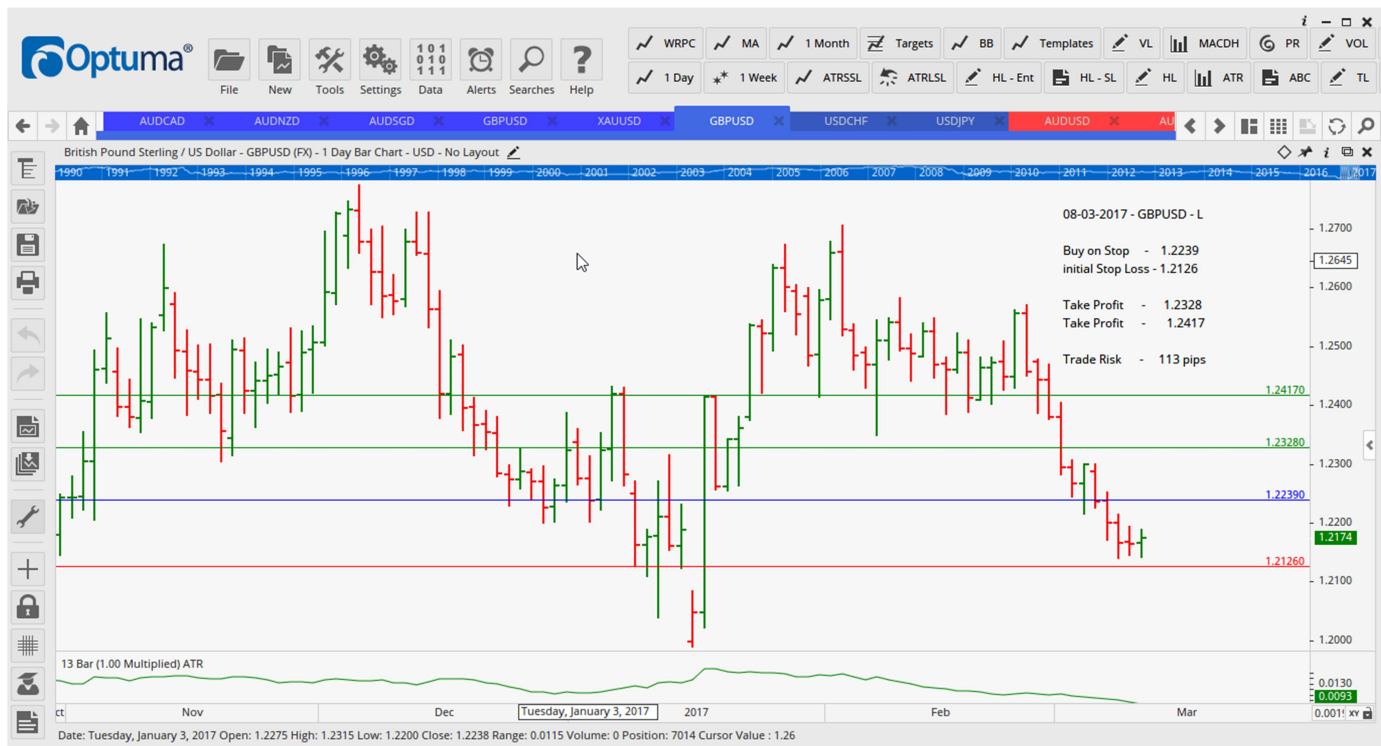 Optuma®
File New Tools Settings Data Alerts Searches Help
WRPC MA 1 Month Targets BB Templates VL MACDH PR VOL
1 Day 1 Week ATRSSL ATRLSL HL - Ent HL - SL HL ATR ABC TL
AUDCAD AUDNZD AUDSGD GBPUSD XAUUSD GBPUSD USDCHF USDJPY AUDUSD AU
British Pound Sterling / US Dollar - GBPUSD (FX) - 1 Day Bar Chart - USD - No Layout
1990 1991 1992 1993 1994 1995 1996 1997 1998 1999 2000 2001 2002 2003 2004 2005 2006 2007 2008 2009 2010 2011 2012 2013 2014 2015 2016 2017
08-03-2017 - GBPUSD - L
Buy on Stop - 1.2239
initial Stop Loss - 1.2126
Take Profit - 1.2328
Take Profit - 1.2417
Trade Risk - 113 pips
1.2700
1.2645
1.2600
1.2500
1.24170
1.2400
1.23280
1.2300
1.22390
1.2200
1.2174
1.21260
1.2100
1.2000
13 Bar (1.00 Multiplied) ATR
0.0130
0.0093
ct Nov Dec Tuesday, January 3, 2017 2017 Feb Mar XY
Date: Tuesday, January 3, 2017 Open: 1.2275 High: 1.2315 Low: 1.2200 Close: 1.2238 Range: 0.0115 Volume: 0 Position: 7014 Cursor Value : 1.26